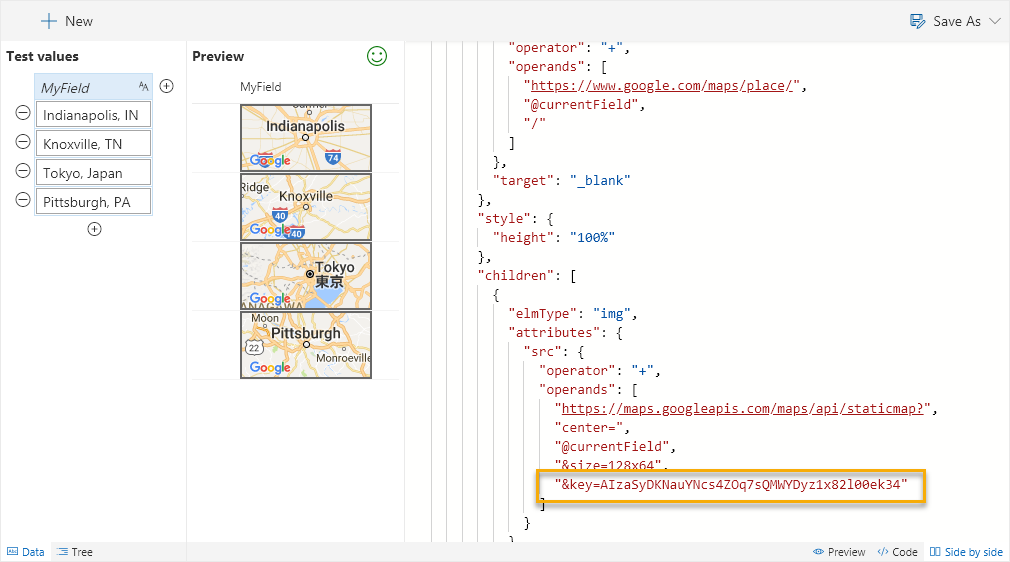 New
Save As
Test values
Preview
MyField
MyField
Indianapolis, IN
Knoxville, TN
Tokyo, Japan
Pittsburgh, PA
Indianapolis
74
Google
Ridge
Knoxville
40
40
Google
Tokyo
東京
Google
Moon
Pittsburgh
22
Monroeville
Google
"operator": "+",
"operands": [
"https://www.google.com/maps/place/",
"@currentField",
"/"
]
},
"target": "_blank"
},
"style": {
"height": "100%"
},
"children": [
{
"elmType": "img",
"attributes": {
"src": {
"operator": "+",
"operands": [
"https://maps.googleapis.com/maps/api/staticmap?",
"center=",
"@currentField",
"&size=128x64",
"&key=AIzaSyDKNauYNcs4ZOq7sQMWYDyz1x82l00ek34"
]
}
}
Data
Tree
Preview
Code
Side by side